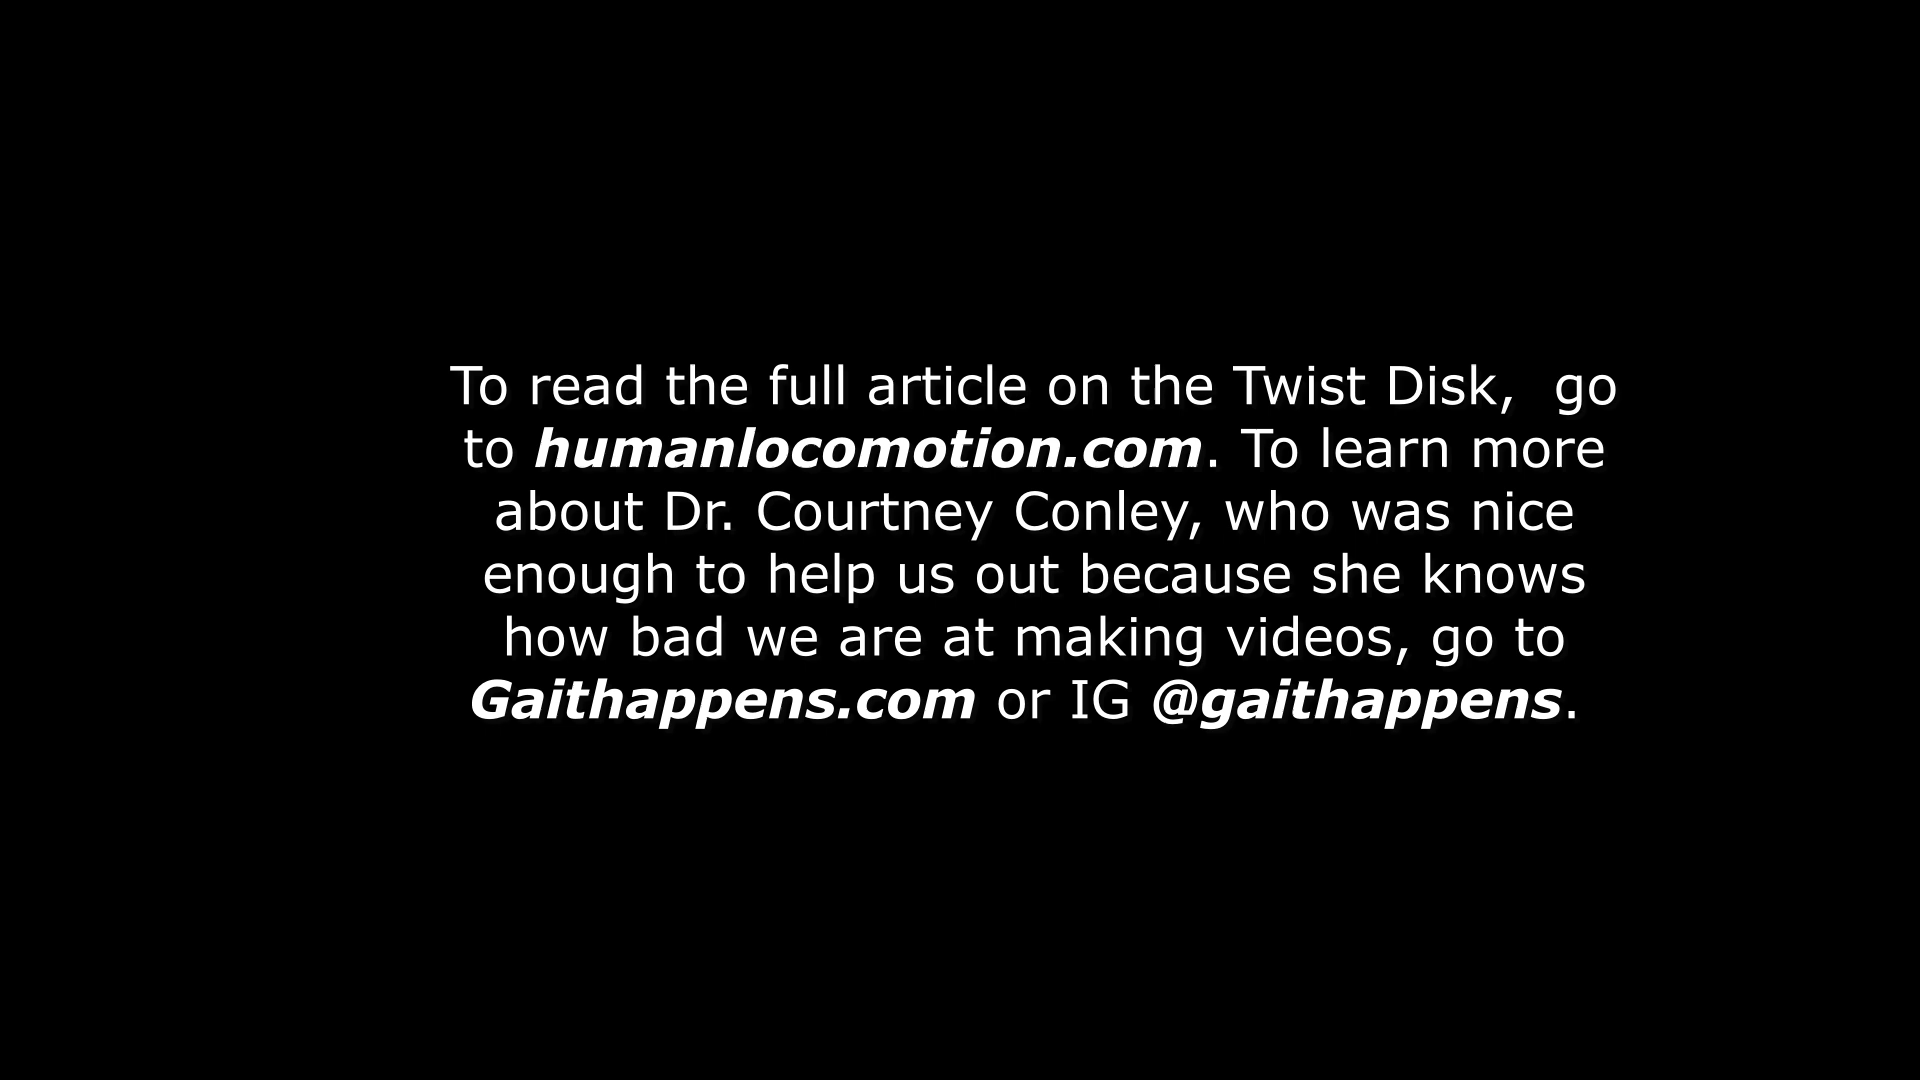 To read the full article on the Twist Disk,  go
to humanlocomotion.com. To learn more
about Dr. Courtney Conley, who was nice
enough to help us out because she knows
how bad we are at making videos, go to
Gaithappens.com or IG @gaithappens.